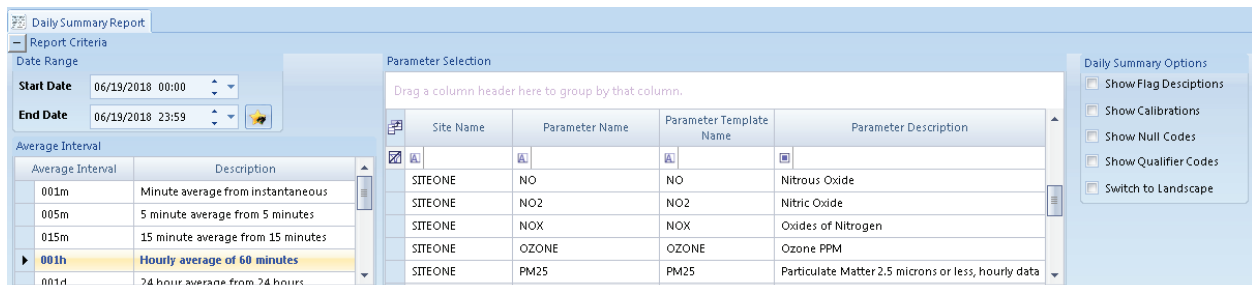 Daily Summary Report
Report Criteria
Date Range
Start Date 06/19/2018 00:00
End Date 06/19/2018 23:59
Average Interval
Average Interval Description
001m Minute average from instantaneous
005m 5 minute average from 5 minutes
015m 15 minute average from 15 minutes
001h Hourly average of 60 minutes
001d 24 hour average from 24 hours
Parameter Selection
Drag a column header here to group by that column.
Site Name Parameter Name Parameter Template Name Parameter Description
SITEONE NO NO Nitrous Oxide
SITEONE NO2 NO2 Nitric Oxide
SITEONE NOX NOX Oxides of Nitrogen
SITEONE OZONE OZONE Ozone PPM
SITEONE PM25 PM25 Particulate Matter 2.5 microns or less, hourly data
Daily Summary Options
Show Flag Desciptions
Show Calibrations
Show Null Codes
Show Qualifier Codes
Switch to Landscape